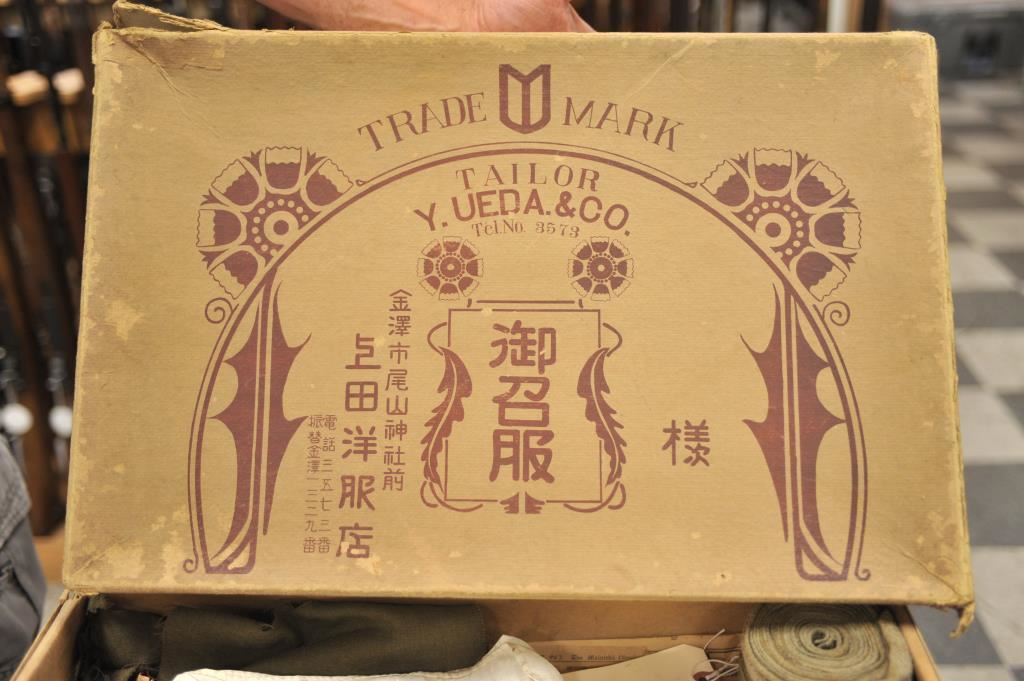 TRADE MARK
TAILOR
Y. UEDA. & CO.
Tel. No. 3573
様
御召服
金澤市尾山神社前
上田洋服店
電話三五七三番
振替金澤一三二九番